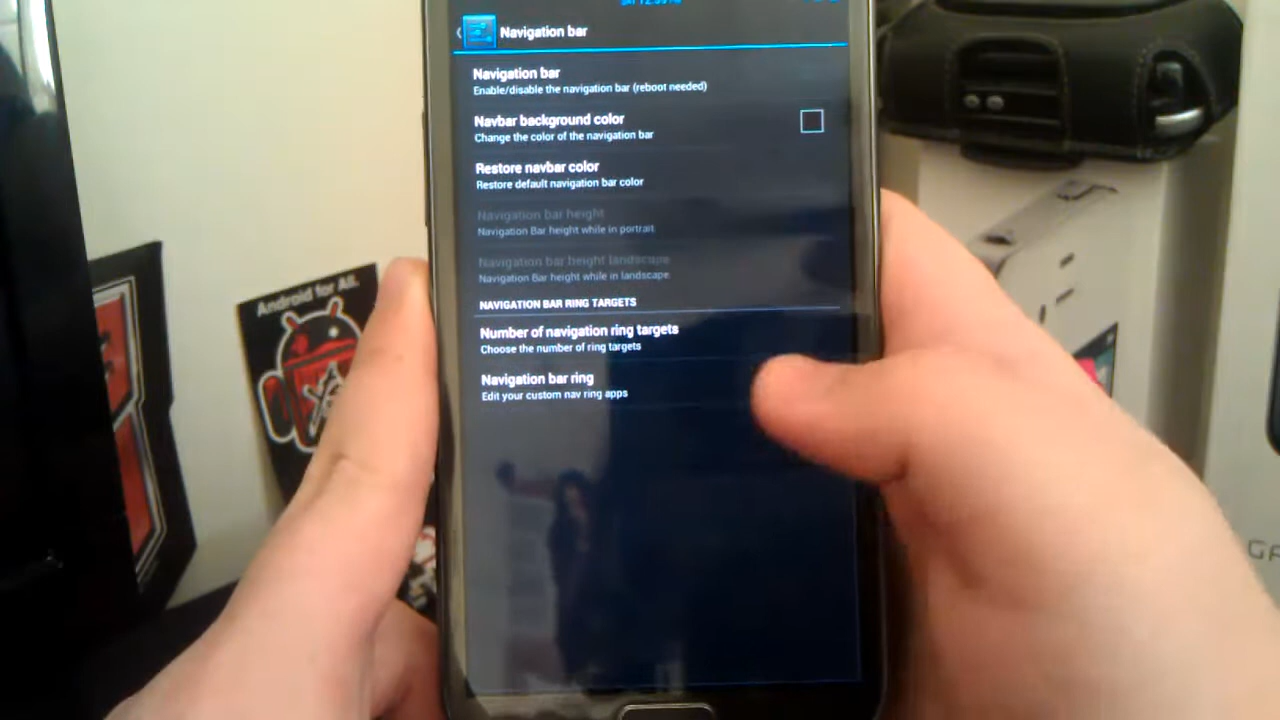 Navigation bar
Navigation bar
Enable/disable the navigation bar (reboot needed)
Navbar background color
Change the color of the navigation bar
Restore navbar color
Restore default navigation bar color
Navigation bar height
Navigation Bar height while in portrait
Navigation bar height landscape
Navigation Bar height while in landscape
NAVIGATION BAR RING TARGETS
Number of navigation ring targets
Choose the number of ring targets
Navigation bar ring
Edit your custom nav ring apps
Android for All.